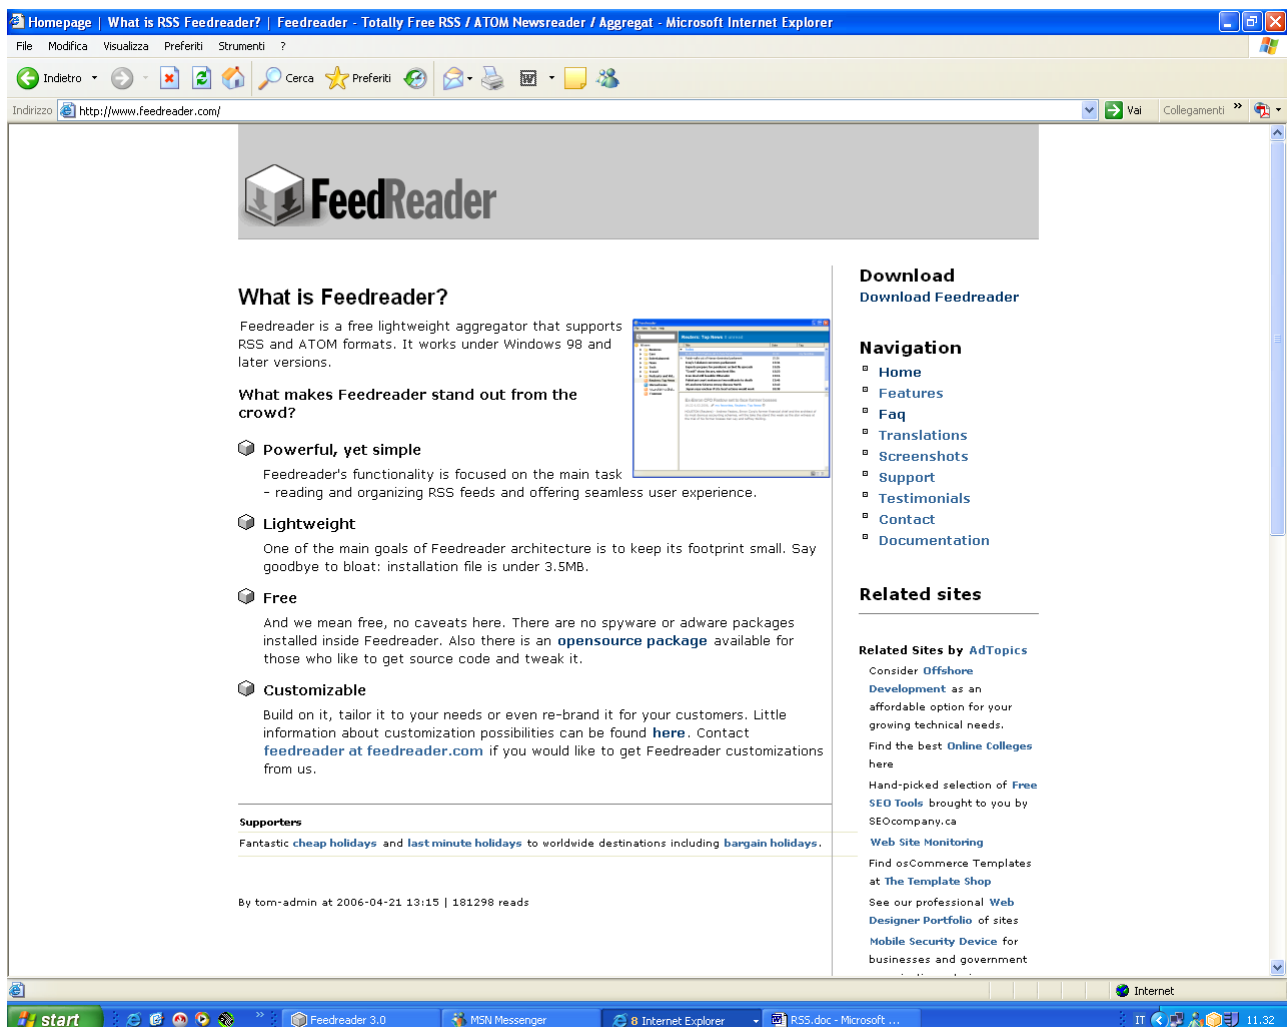 Homepage | What is RSS Feedreader? | Feedreader - Totally Free RSS / ATOM Newsreader / Aggregat - Microsoft Internet Explorer
File Modifica Visualizza Preferiti Strumenti ?
Indietro Cerca Preferiti
Indirizzo http://www.feedreader.com/ Vai Collegamenti »
FeedReader
What is Feedreader?
Feedreader is a free lightweight aggregator that supports
RSS and ATOM formats. It works under Windows 98 and
later versions.
What makes Feedreader stand out from the
crowd?
Powerful, yet simple
Feedreader's functionality is focused on the main task
- reading and organizing RSS feeds and offering seamless user experience.
Lightweight
One of the main goals of Feedreader architecture is to keep its footprint small. Say
goodbye to bloat: installation file is under 3.5MB.
Free
And we mean free, no caveats here. There are no spyware or adware packages
installed inside Feedreader. Also there is an opensource package available for
those who like to get source code and tweak it.
Customizable
Build on it, tailor it to your needs or even re-brand it for your customers. Little
information about customization possibilities can be found here. Contact
feedreader at feedreader.com if you would like to get Feedreader customizations
from us.
Supporters
Fantastic cheap holidays and last minute holidays to worldwide destinations including bargain holidays.
By tom-admin at 2006-04-21 13:15 | 181298 reads
Download
Download Feedreader
Navigation
Home
Features
Faq
Translations
Screenshots
Support
Testimonials
Contact
Documentation
Related sites
Related Sites by AdTopics
Consider Offshore
Development as an
affordable option for your
growing technical needs.
Find the best Online Colleges
here
Hand-picked selection of Free
SEO Tools brought to you by
SEOcompany.ca
Web Site Monitoring
Find osCommerce Templates
at The Template Shop
See our professional Web
Designer Portfolio of sites
Mobile Security Device for
businesses and government
Internet
start » Feedreader 3.0 MSN Messenger 8 Internet Explorer RSS.doc - Microsoft ... IT 11.32